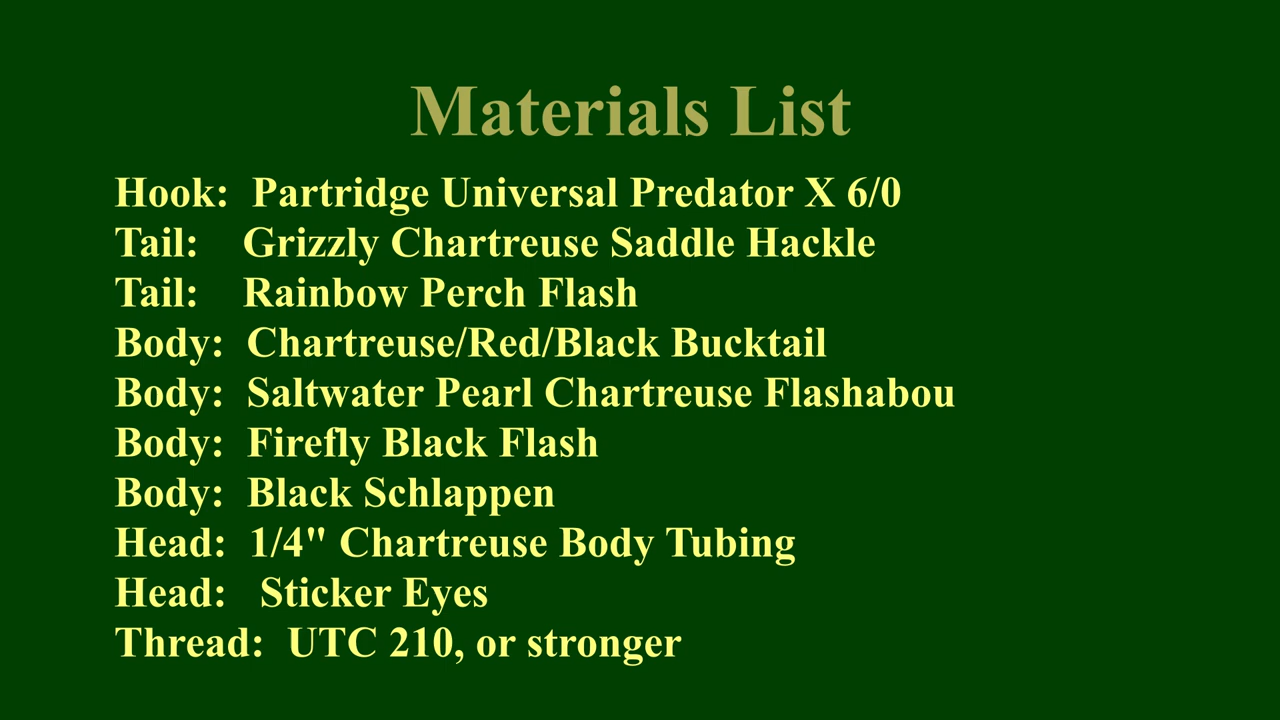 Materials List
Hook:  Partridge Universal Predator X 6/0
Tail:    Grizzly Chartreuse Saddle Hackle
Tail:    Rainbow Perch Flash
Body:  Chartreuse/Red/Black Bucktail
Body:  Saltwater Pearl Chartreuse Flashabou
Body:  Firefly Black Flash
Body:  Black Schlappen
Head:  1/4" Chartreuse Body Tubing
Head:   Sticker Eyes
Thread:  UTC 210, or stronger